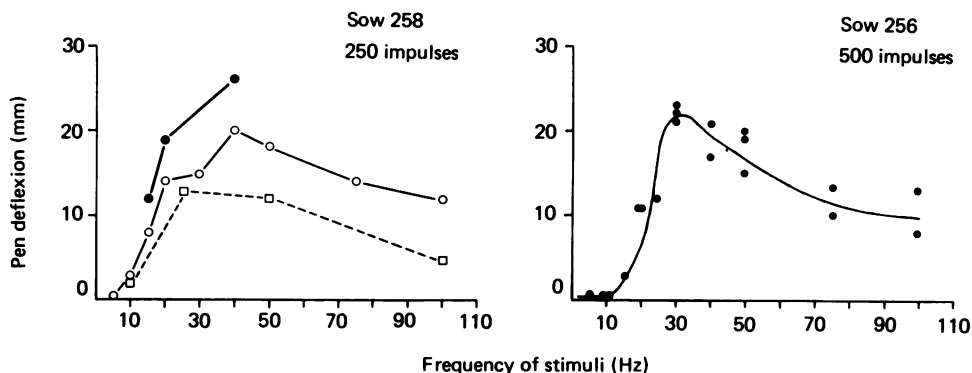 Sow 258
250 impulses
30
20
10
0
Pen deflexion (mm)
10 30 50 70 90 110
Sow 256
500 impulses
30
20
10
0
10 30 50 70 90 110
Frequency of stimuli (Hz)